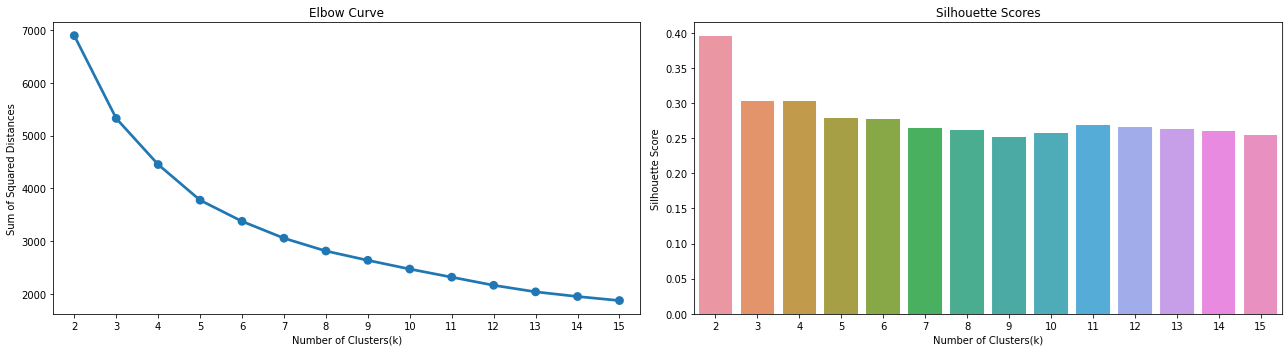 Elbow Curve
7000
6000
5000
4000
3000
2000
Sum of Squared Distances
2 3 4 5 6 7 8 9 10 11 12 13 14 15
Number of Clusters(k)
Silhouette Scores
0.40
0.35
0.30
0.25
0.20
0.15
0.10
0.05
0.00
Silhouette Score
2 3 4 5 6 7 8 9 10 11 12 13 14 15
Number of Clusters(k)